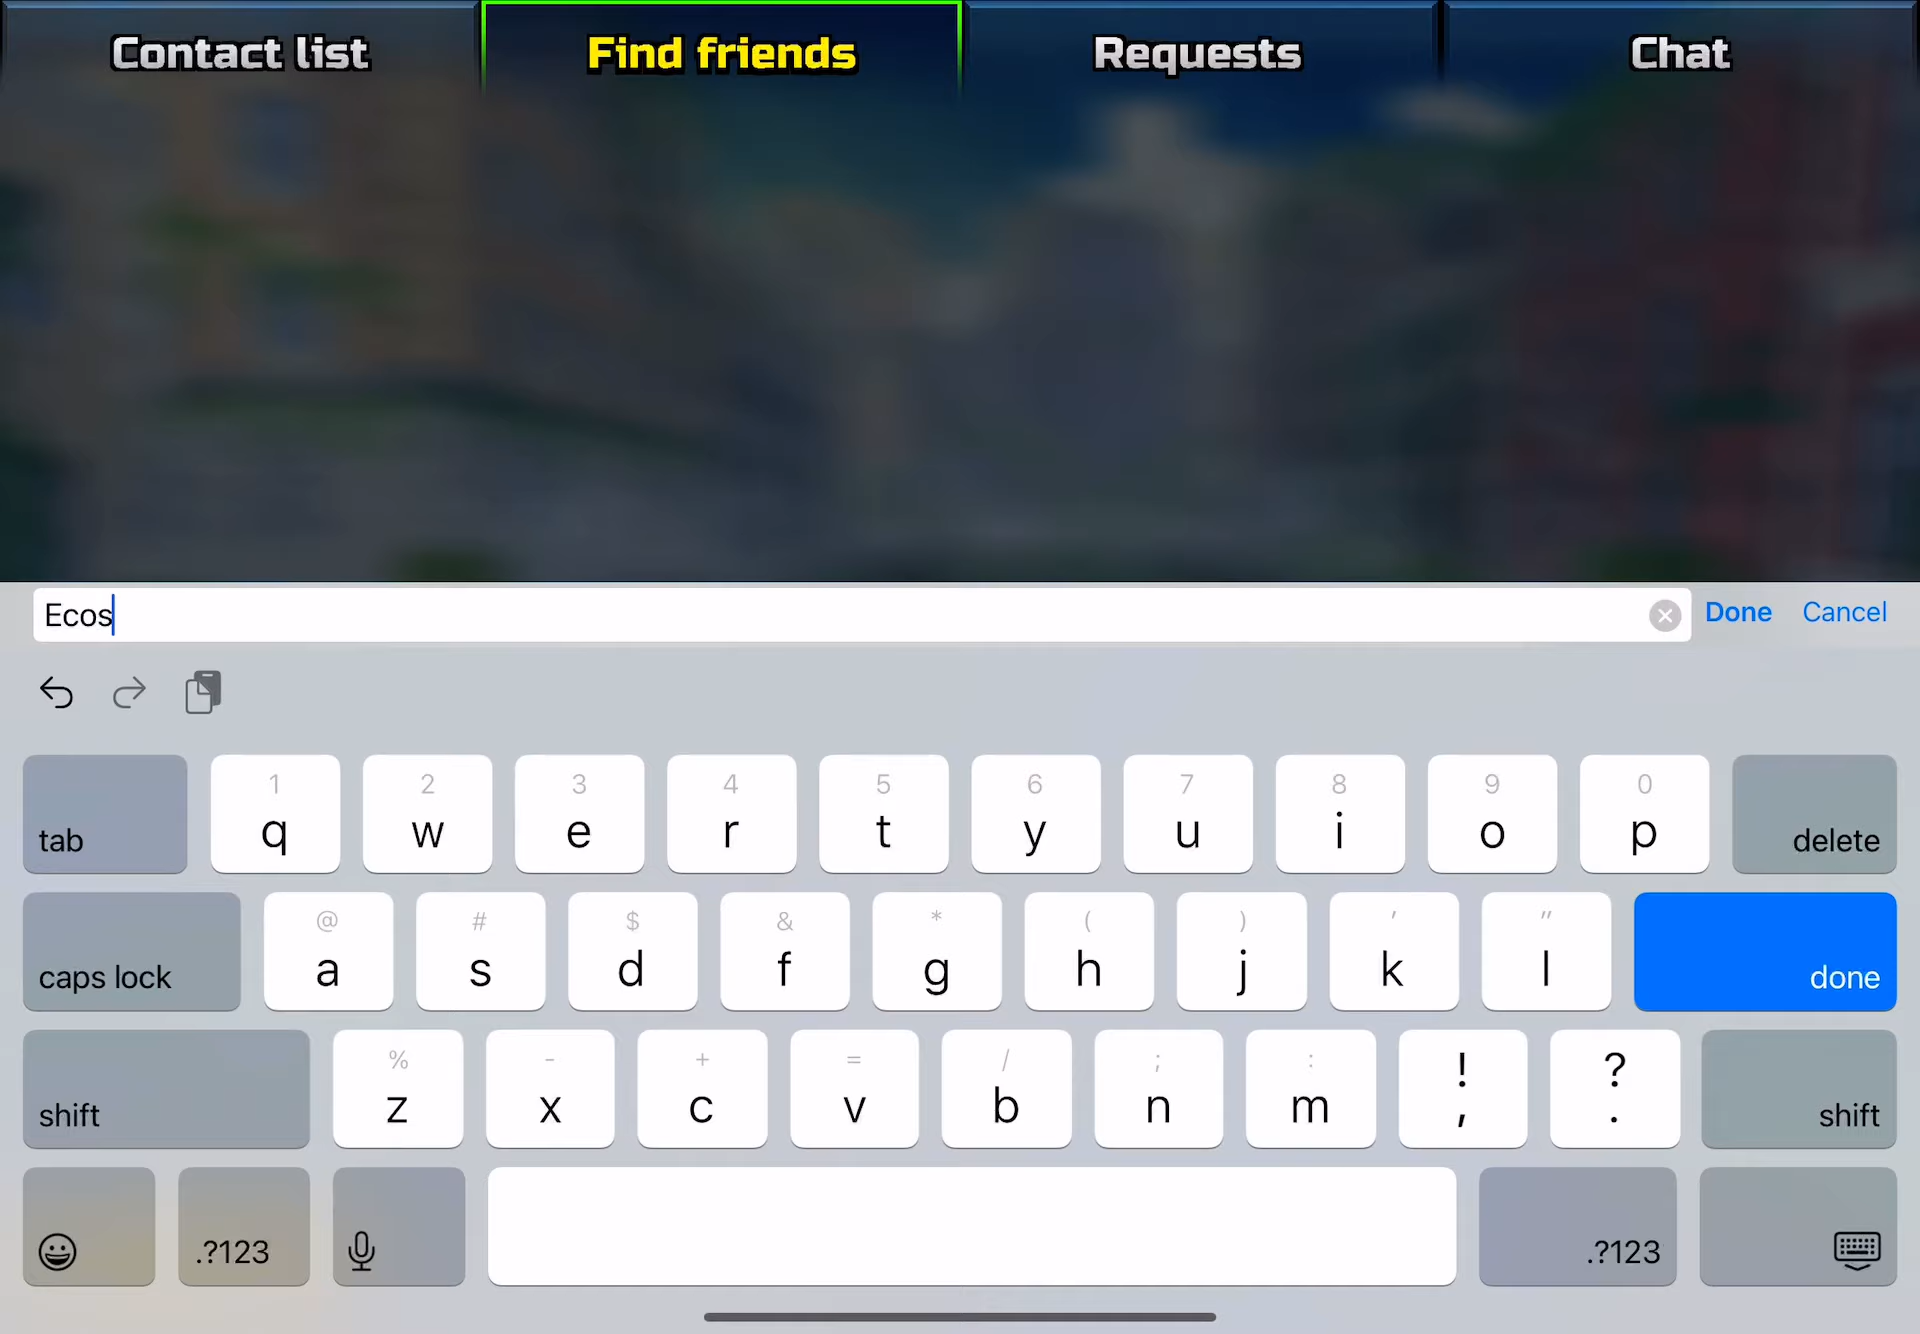 Contact list Find friends Requests Chat
Ecos Done Cancel
1 2 3 4 5 6 7 8 9 0
tab q w e r t y u i o p delete
@ # $ & * ( ) ' "
caps lock a s d f g h j k l done
% - + = / ; : ! ?
shift z x c v b n m , . shift
.?123 .?123